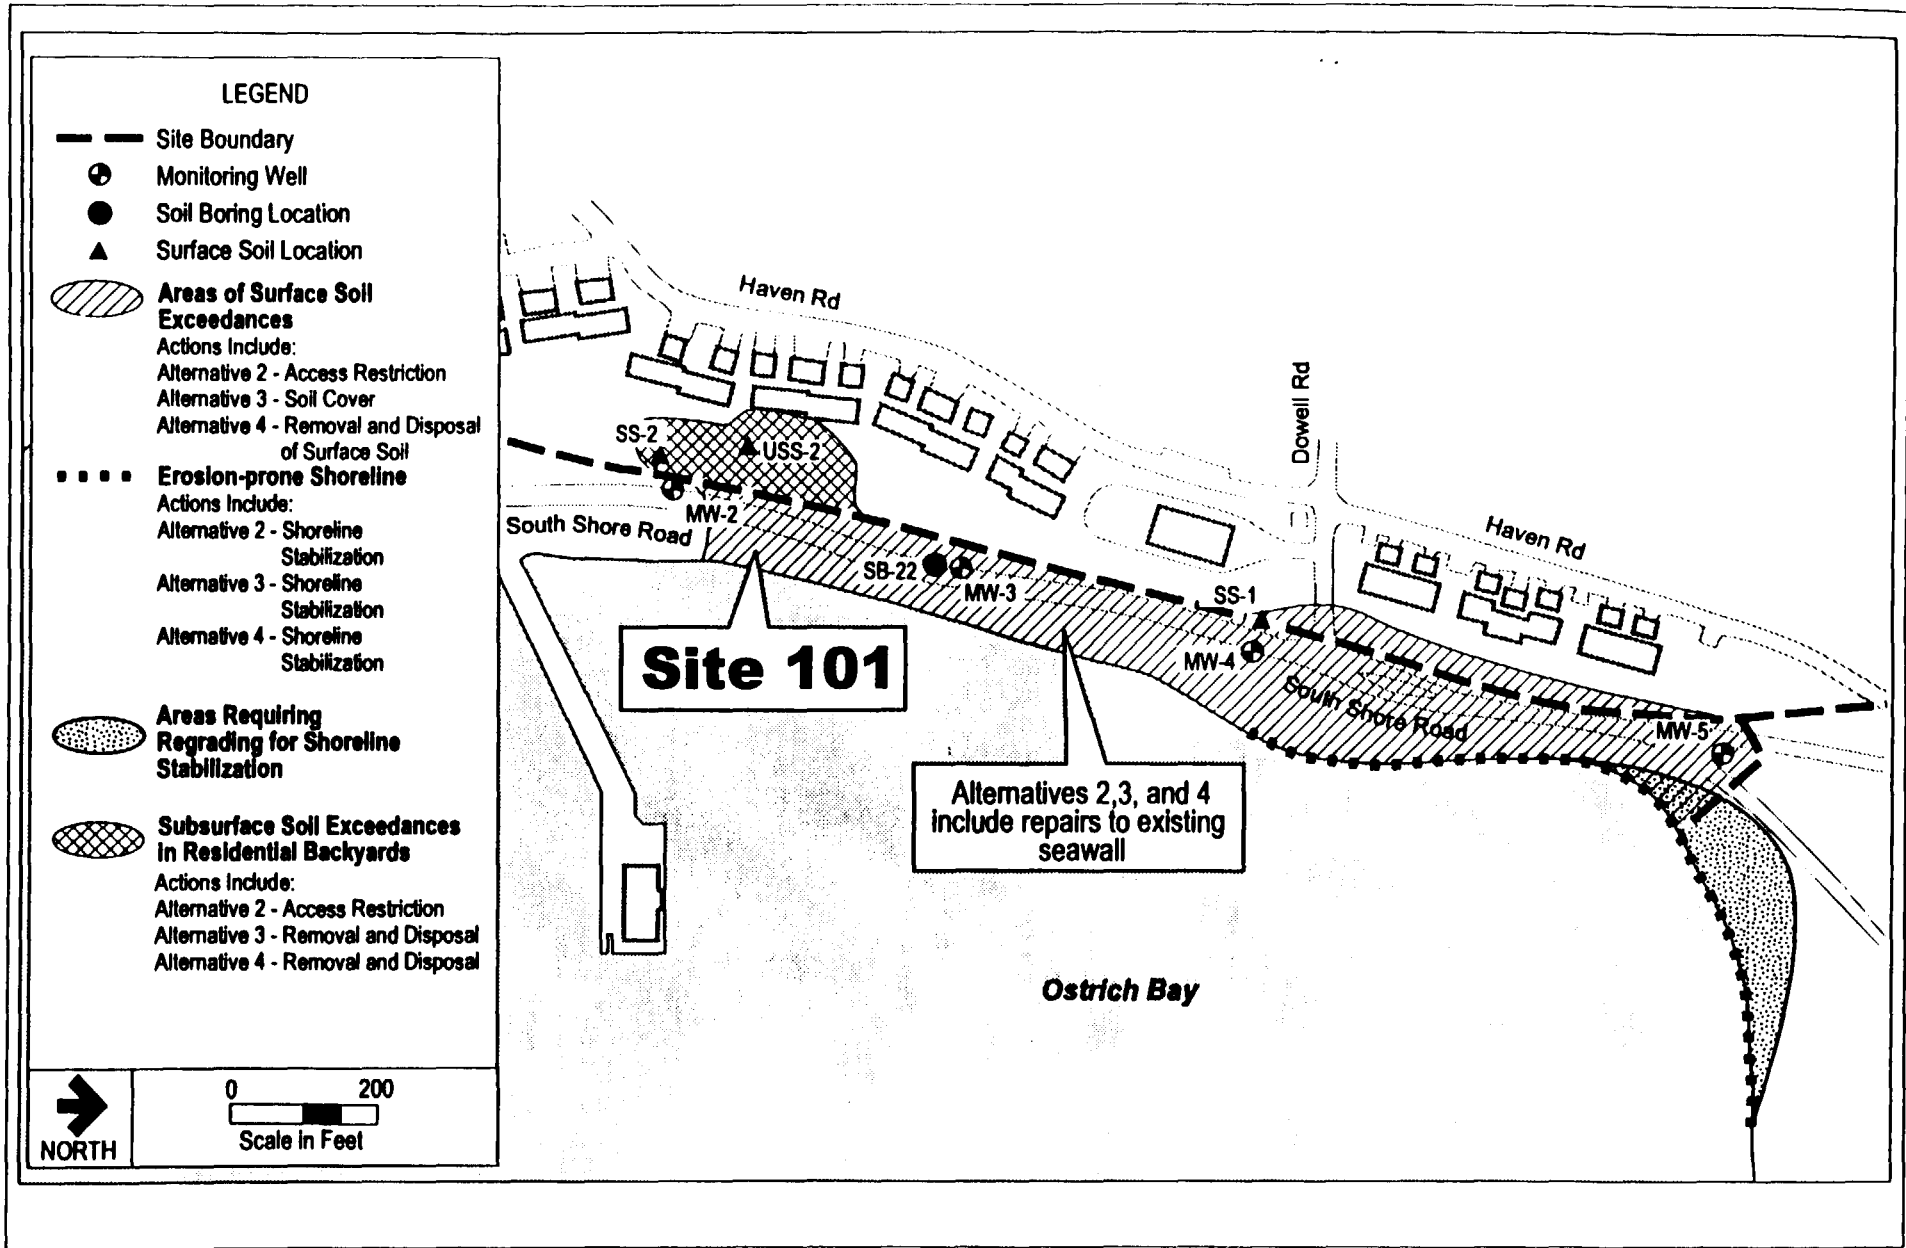 LEGEND
Site Boundary
Monitoring Well
Soil Boring Location
Surface Soil Location
Areas of Surface Soil
Exceedances
Actions Include:
Alternative 2 - Access Restriction
Alternative 3 - Soil Cover
Alternative 4 - Removal and Disposal
of Surface Soil
Erosion-prone Shoreline
Actions Include:
Alternative 2 - Shoreline
Stabilization
Alternative 3 - Shoreline
Stabilization
Alternative 4 - Shoreline
Stabilization
Areas Requiring
Regrading for Shoreline
Stabilization
Subsurface Soil Exceedances
in Residential Backyards
Actions Include:
Alternative 2 - Access Restriction
Alternative 3 - Removal and Disposal
Alternative 4 - Removal and Disposal
NORTH
0 200
Scale in Feet
Haven Rd
Dowell Rd
Haven Rd
SS-2
USS-2
MW-2
South Shore Road
SB-22
MW-3
SS-1
MW-4
South Shore Road
MW-5
Site 101
Alternatives 2,3, and 4
include repairs to existing
seawall
Ostrich Bay